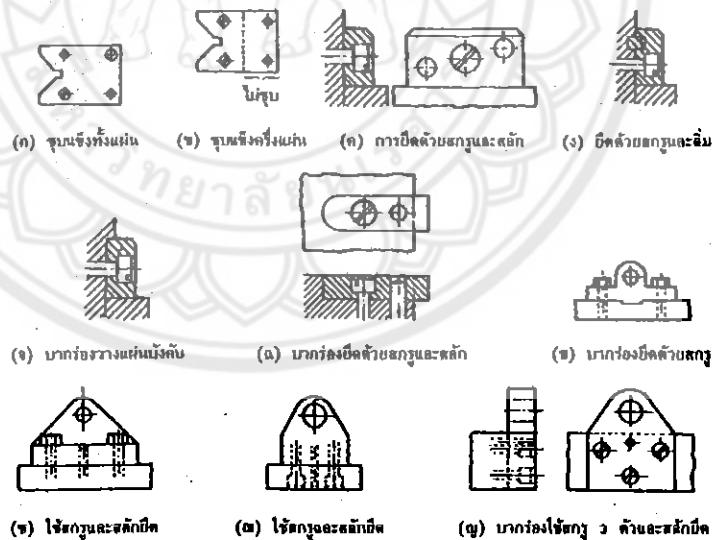 ไม่ชุบ
(ก) ชุบแข็งทั้งแผ่น
(ข) ชุบแข็งครึ่งแผ่น
(ค) การยึดด้วยสกรูและสลัก
(ง) ยึดด้วยสกรูและลิ่ม
(จ) บากร่องวางแผ่นบังคับ
(ฉ) บากร่องยึดด้วยสกรูและสลัก
(ช) บากร่องยึดด้วยสกรู
(ซ) ใช้สกรูและสลักยึด
(ฌ) ใช้สกรูและสลักยึด
(ญ) บากร่องใช้สกรู 3 ตัวและสลักยึด